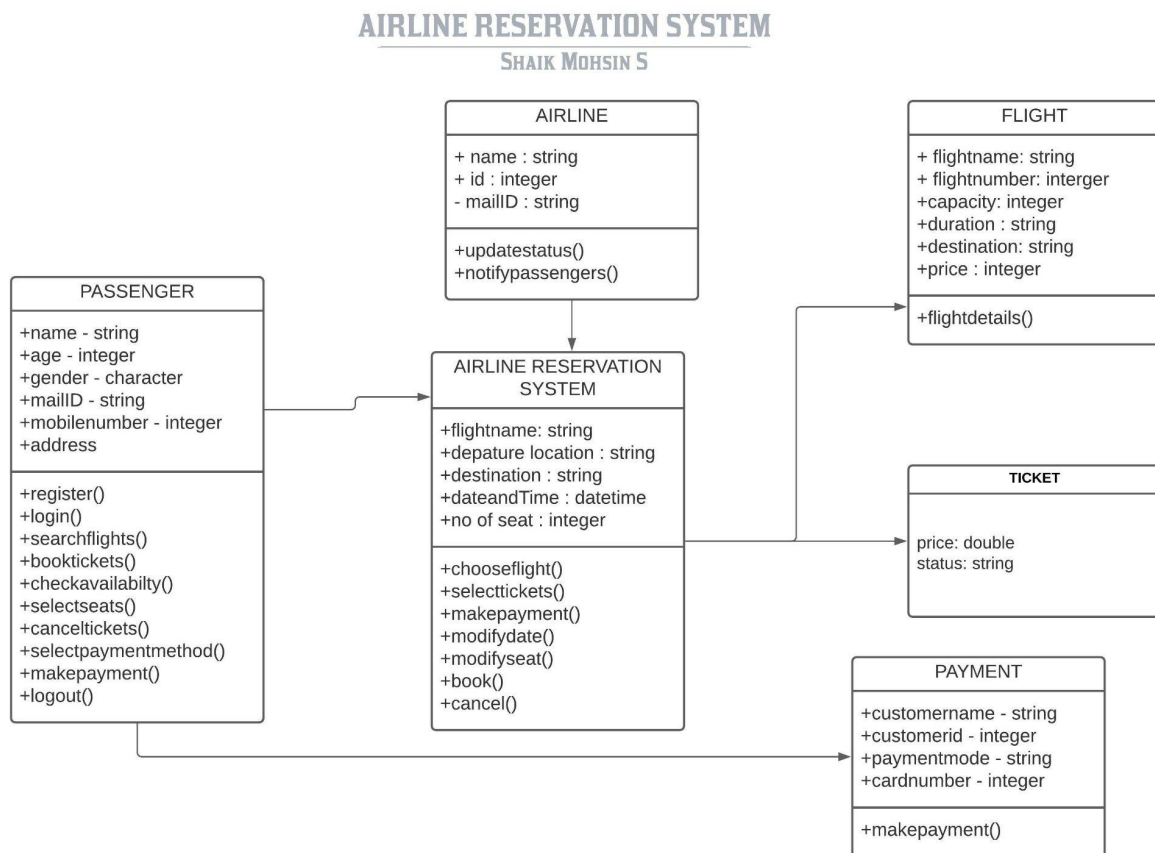 AIRLINE RESERVATION SYSTEM
SHAIK MOHSIN S
AIRLINE
+ name : string
+ id : integer
- mailID : string
+updatestatus()
+notifypassengers()
FLIGHT
+ flightname: string
+ flightnumber: interger
+capacity: integer
+duration : string
+destination: string
+price : integer
+flightdetails()
PASSENGER
+name - string
+age - integer
+gender - character
+mailID - string
+mobilenumber - integer
+address
+register()
+login()
+searchflights()
+booktickets()
+checkavailabilty()
+selectseats()
+canceltickets()
+selectpaymentmethod()
+makepayment()
+logout()
AIRLINE RESERVATION
SYSTEM
+flightname: string
+depature location : string
+destination : string
+dateandTime : datetime
+no of seat : integer
+chooseflight()
+selecttickets()
+makepayment()
+modifydate()
+modifyseat()
+book()
+cancel()
TICKET
price: double
status: string
PAYMENT
+customername - string
+customerid - integer
+paymentmode - string
+cardnumber - integer
+makepayment()